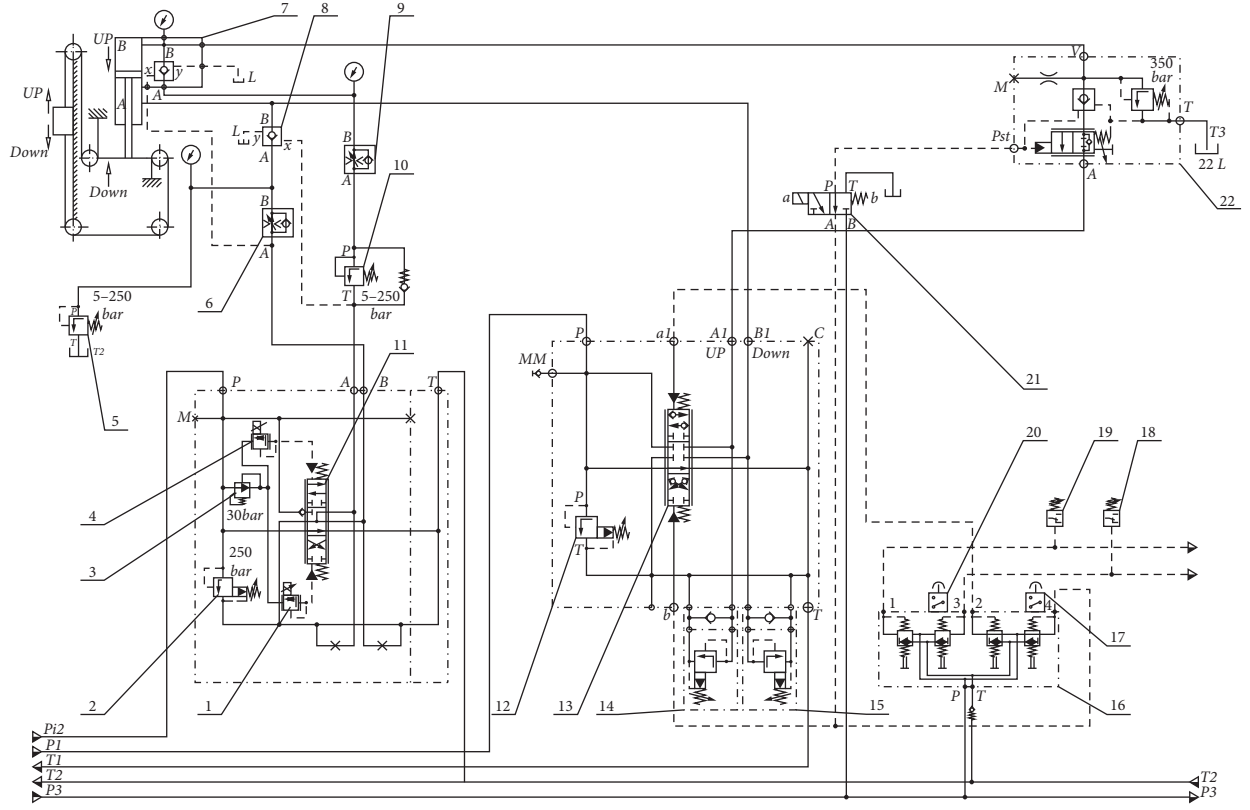 7
8
9
UP
B
B
V
350
bar
x
y
L
M
UP
A
A
T
B
B
T3
L
y
x
Pst
Down
A
A
22 L
10
Down
P
T
A
22
B
a
b
P
A
B
A
5–250
bar
6
T
5–250
bar
P
T
T2
11
P
a1
A1
B1
C
UP
Down
MM
21
5
P
A
B
T
M
20
19
18
4
30bar
P
3
250
bar
T
12
13
14
15
b
T
1
3
2
4
17
2
1
P
T
16
Pi2
P1
T1
T2
T2
P3
P3